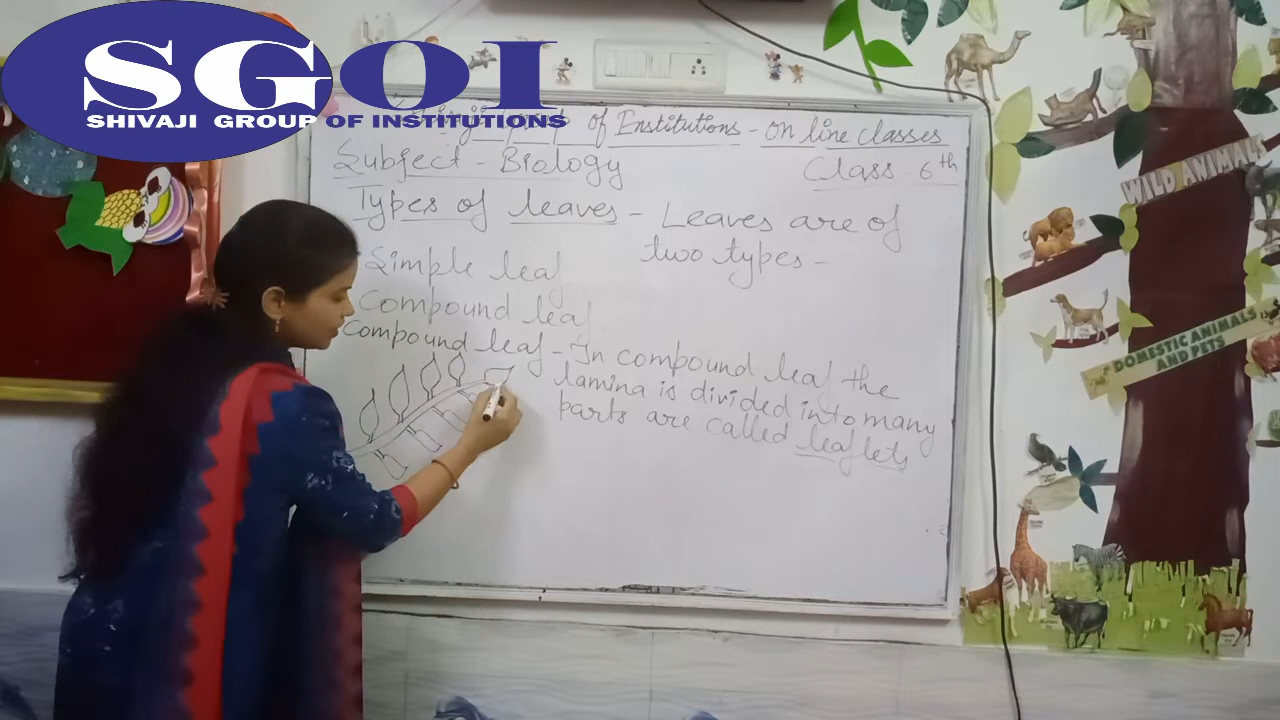 SGOI
SHIVAJI GROUP OF INSTITUTIONS
of Institutions - on line classes
Subject - Biology
Class - 6th
Types of leaves - Leaves are of
two types -
Simple leaf
Compound leaf
Compound leaf - In compound leaf the
lamina is divided into many
parts are called leaflets
WILD ANIMALS
DOMESTIC ANIMALS
AND PETS